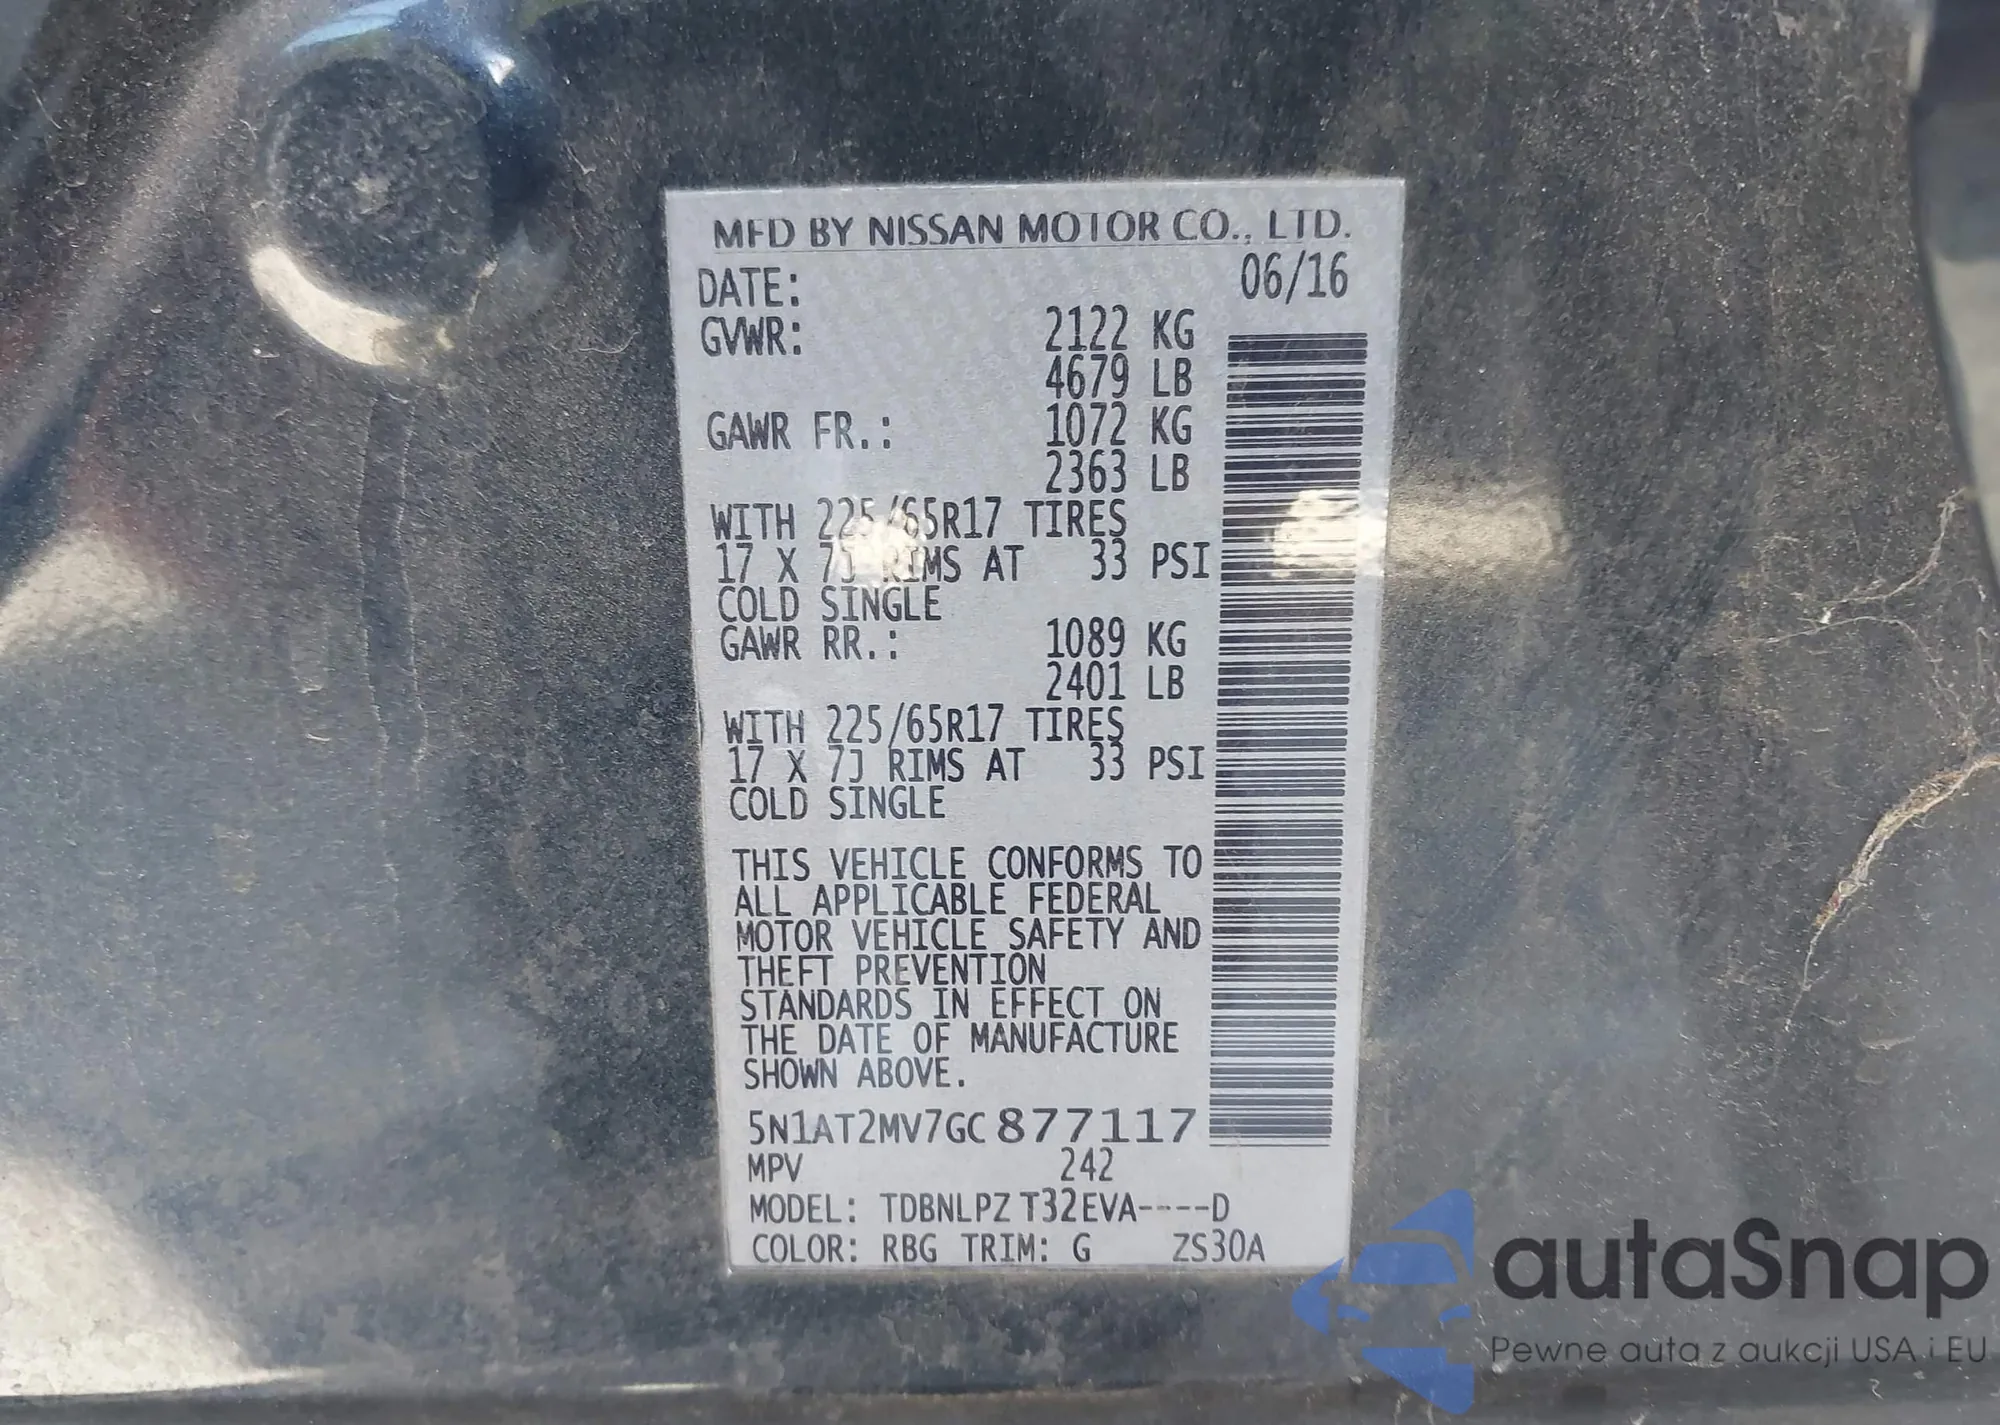 MFD BY NISSAN MOTOR CO., LTD.
DATE: 06/16
GVWR: 2122 KG
4679 LB
GAWR FR.: 1072 KG
2363 LB
WITH 225/65R17 TIRES
17 X 7J RIMS AT 33 PSI
COLD SINGLE
GAWR RR.: 1089 KG
2401 LB
WITH 225/65R17 TIRES
17 X 7J RIMS AT 33 PSI
COLD SINGLE
THIS VEHICLE CONFORMS TO
ALL APPLICABLE FEDERAL
MOTOR VEHICLE SAFETY AND
THEFT PREVENTION
STANDARDS IN EFFECT ON
THE DATE OF MANUFACTURE
SHOWN ABOVE.
5N1AT2MV7GC877117
MPV 242
MODEL: TDBNLPZ T32EVA----D
COLOR: RBG TRIM: G ZS30A
autaSnap
Pewne auta z aukcji USA i EU